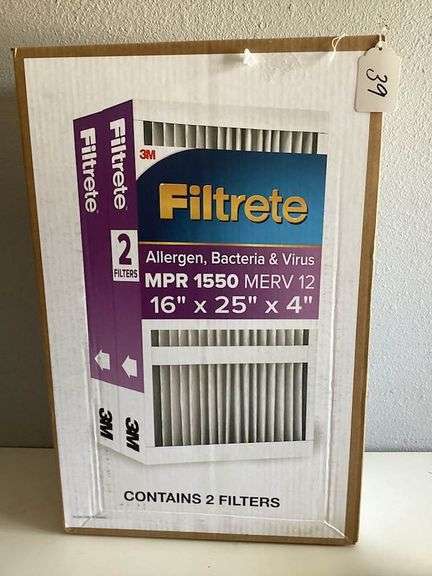 39
3M
Filtrete
Allergen, Bacteria & Virus
MPR 1550 MERV 12
16" x 25" x 4"
Filtrete
Filtrete
2
FILTERS
3M
3M
CONTAINS 2 FILTERS